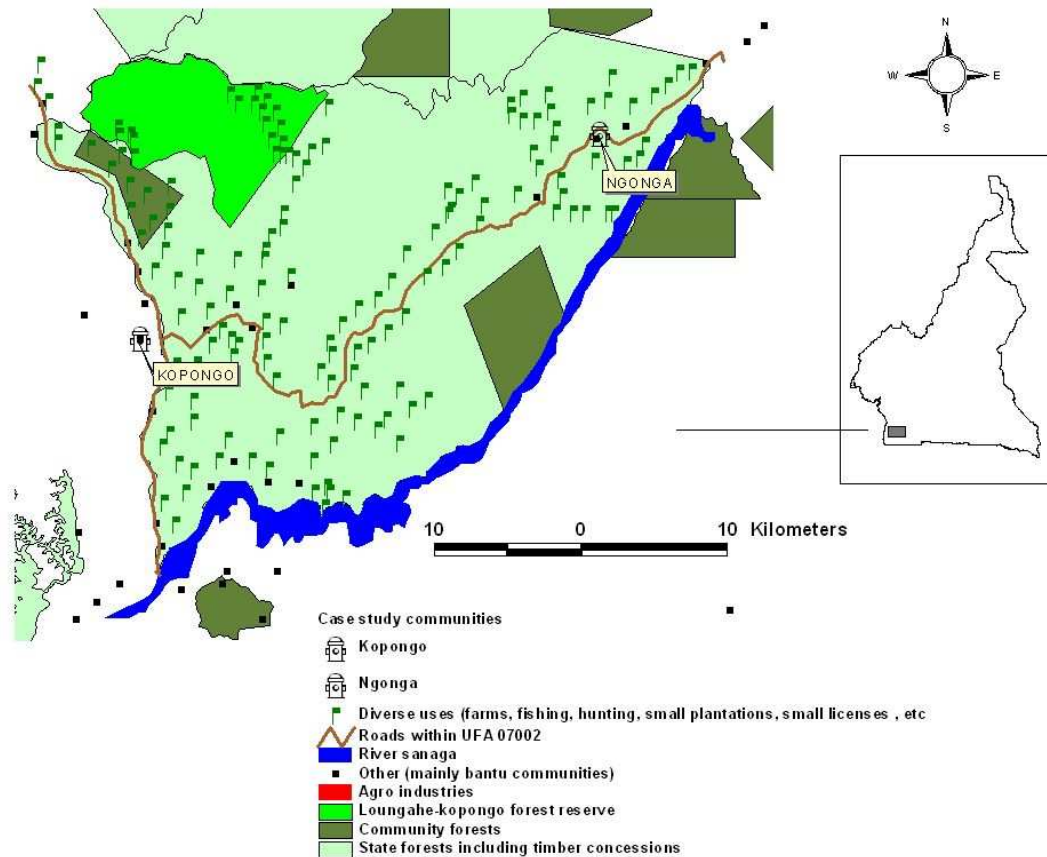 N
W E
S
NGONGA
KOPONGO
10 0 10 Kilometers
Case study communities
Kopongo
Ngonga
Diverse uses (farms, fishing, hunting, small plantations, small licenses , etc
Roads within UFA 07002
River sanaga
Other (mainly bantu communities)
Agro industries
Loungahe-kopongo forest reserve
Community forests
State forests including timber concessions